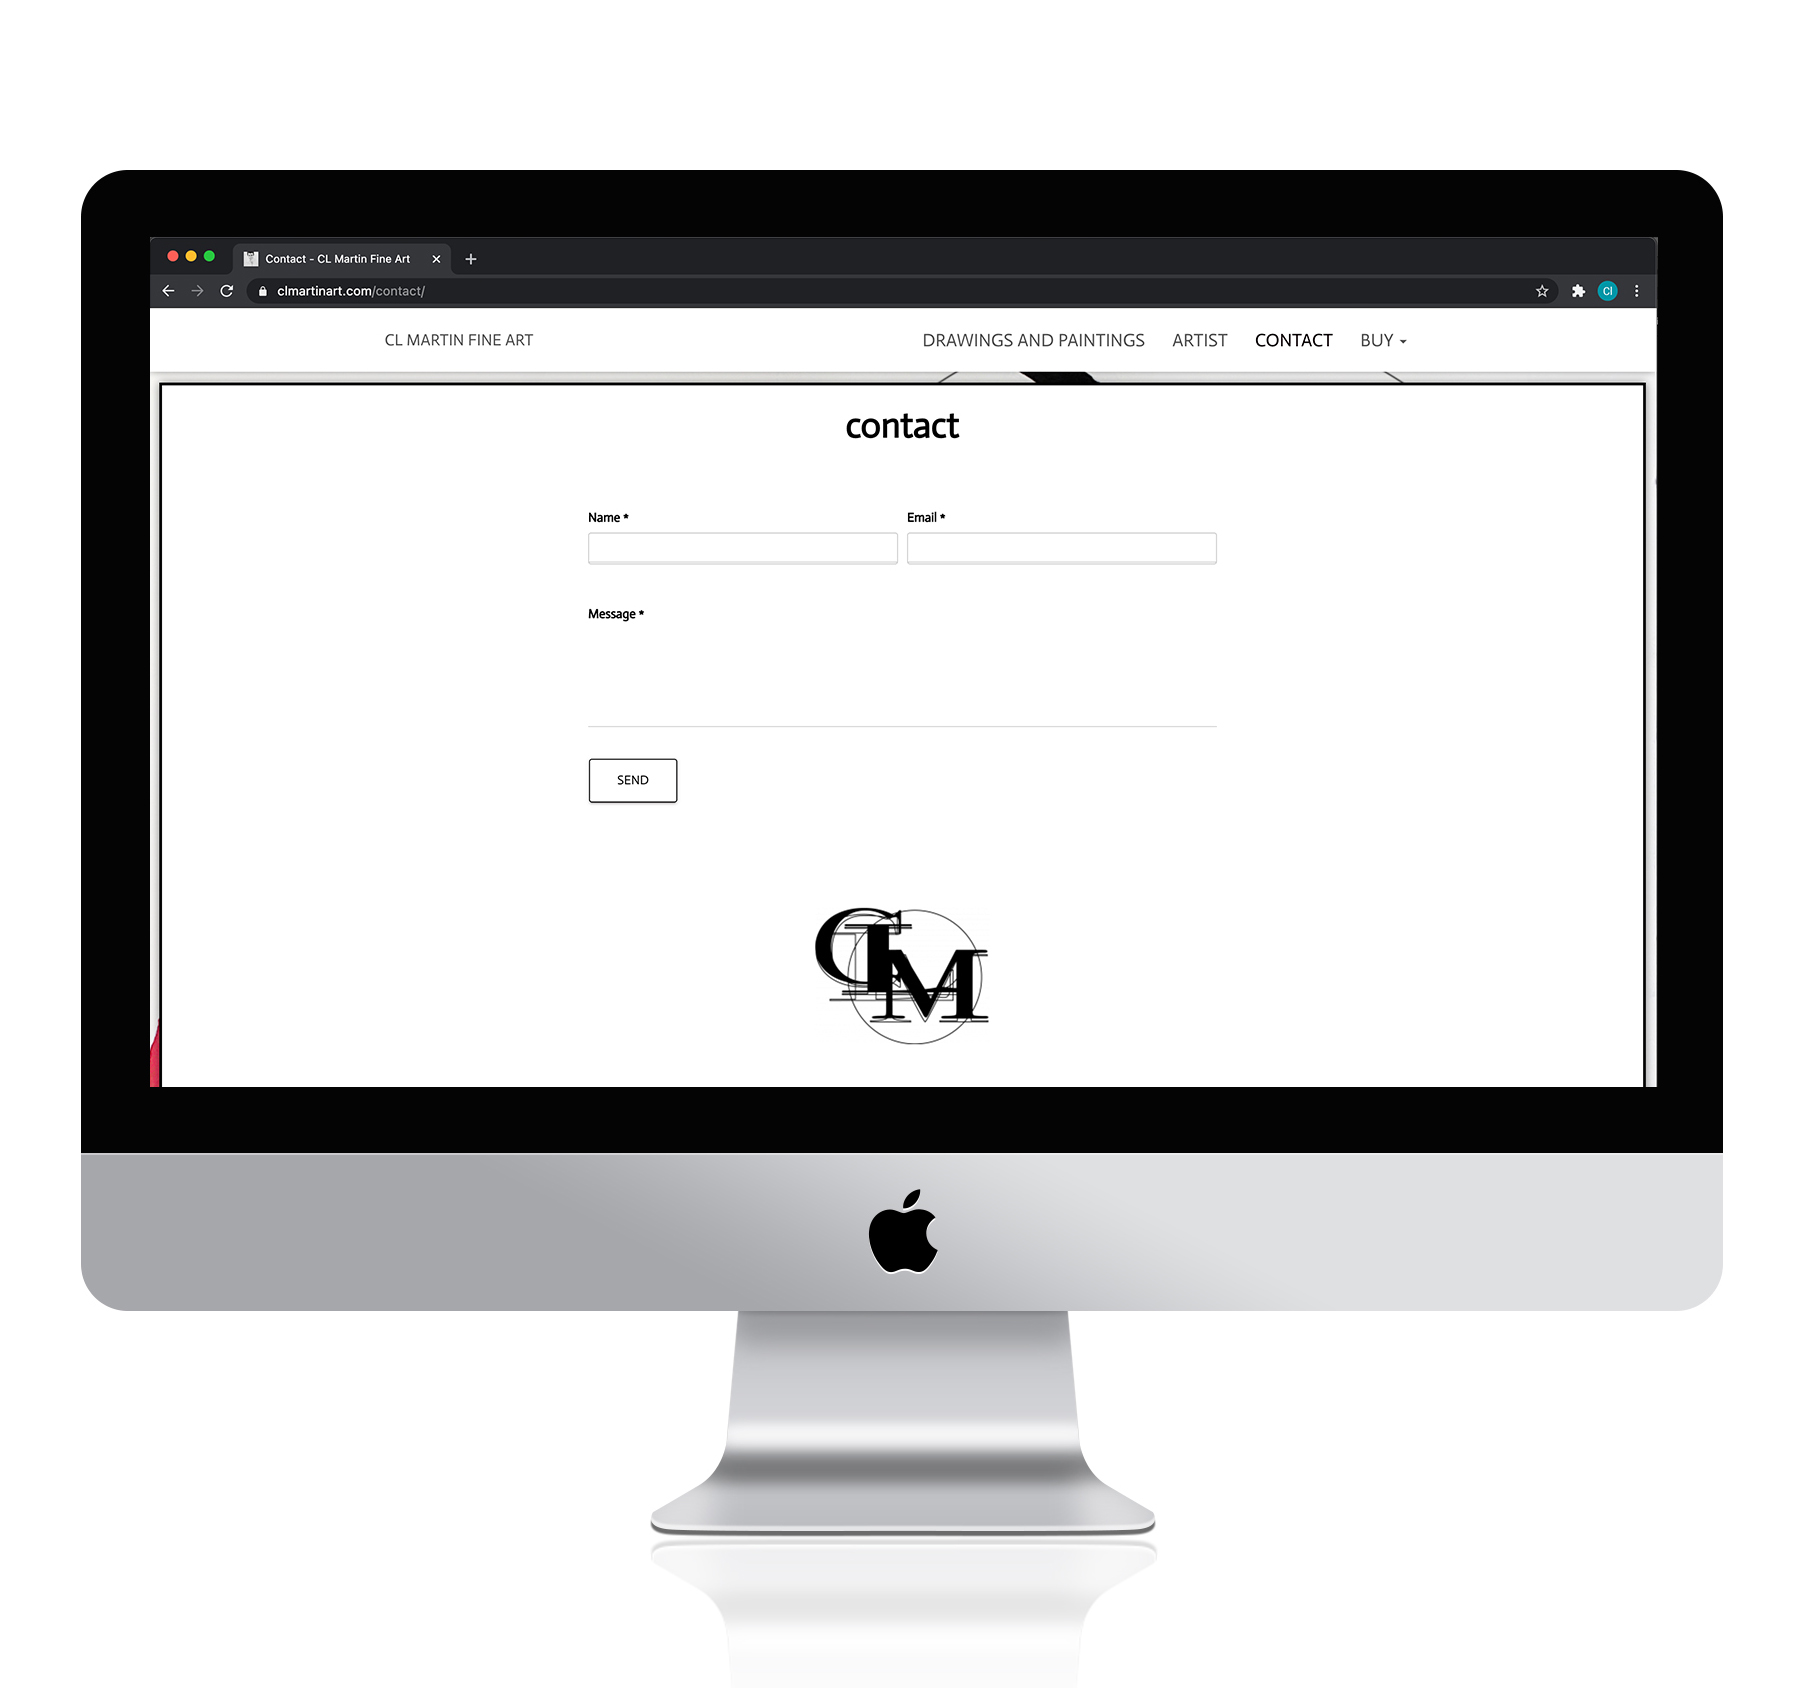 Contact - CL Martin Fine Art
clmartinart.com/contact/
Cl
CL MARTIN FINE ART
DRAWINGS AND PAINTINGS ARTIST CONTACT BUY
contact
Name * Email *
Message *
SEND
CLM